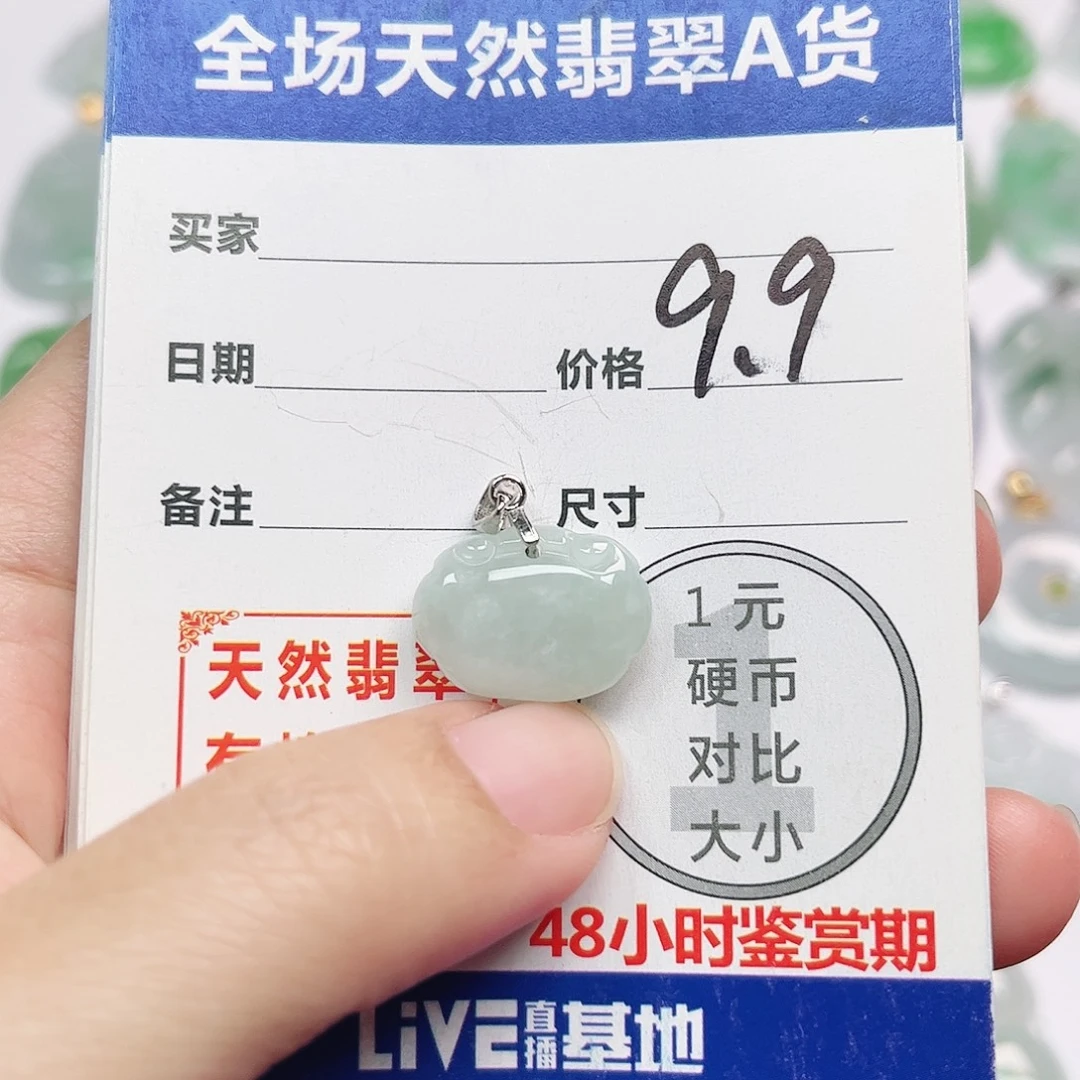 全场天然翡翠A货
买家
日期 价格 9.9
备注 尺寸
天然翡翠
1元
硬币
对比
大小
48小时鉴赏期
LiVE直播基地